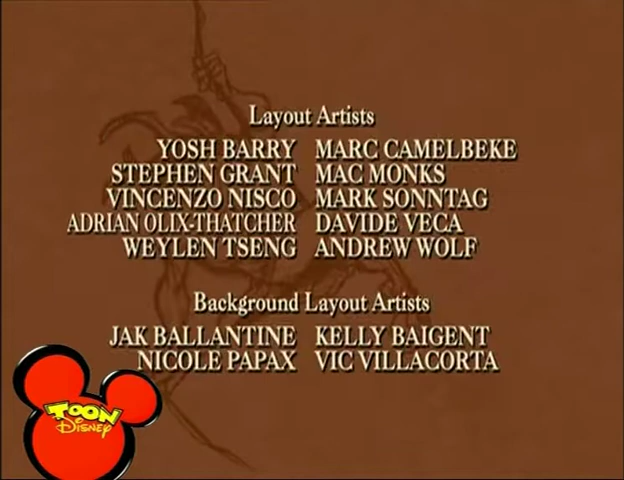 Layout Artists
YOSH BARRY MARC CAMELBEKE
STEPHEN GRANT MAC MONKS
VINCENZO NISCO MARK SONNTAG
ADRIAN OLIX-THATCHER DAVIDE VECA
WEYLEN TSENG ANDREW WOLF
Background Layout Artists
JAK BALLANTINE KELLY BAIGENT
NICOLE PAPAX VIC VILLACORTA
TOON
DISNEY